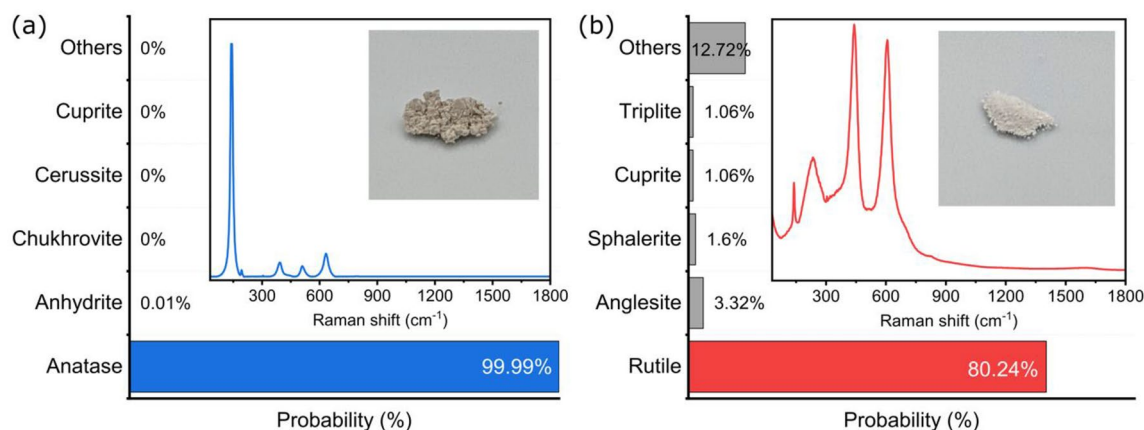 (a)
Others 0%
Cuprite 0%
Cerussite 0%
Chukhrovite 0%
Anhydrite 0.01%
Anatase 99.99%
Probability (%)
300 600 900 1200 1500 1800
Raman shift (cm-1)
(b)
Others 12.72%
Triplite 1.06%
Cuprite 1.06%
Sphalerite 1.6%
Anglesite 3.32%
Rutile 80.24%
Probability (%)
300 600 900 1200 1500 1800
Raman shift (cm-1)